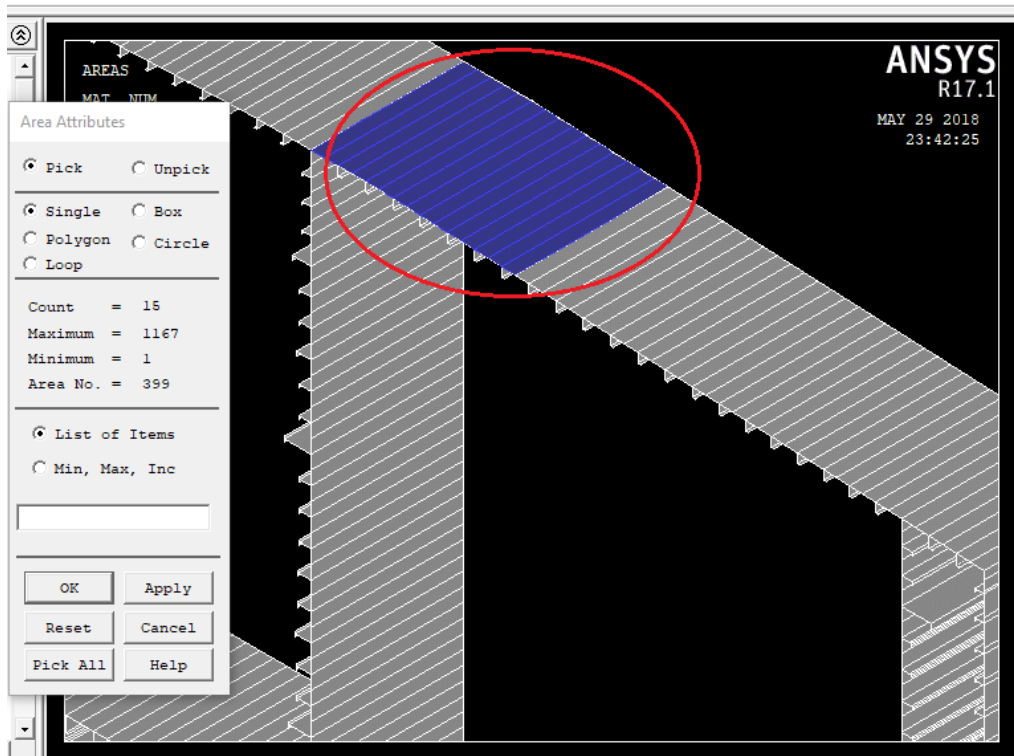 ANSYS
R17.1
MAY 29 2018
23:42:25
AREAS
MAT NUM
Area Attributes
Pick Unpick
Single Box
Polygon Circle
Loop
Count = 15
Maximum = 1167
Minimum = 1
Area No. = 399
List of Items
Min, Max, Inc
OK Apply
Reset Cancel
Pick All Help